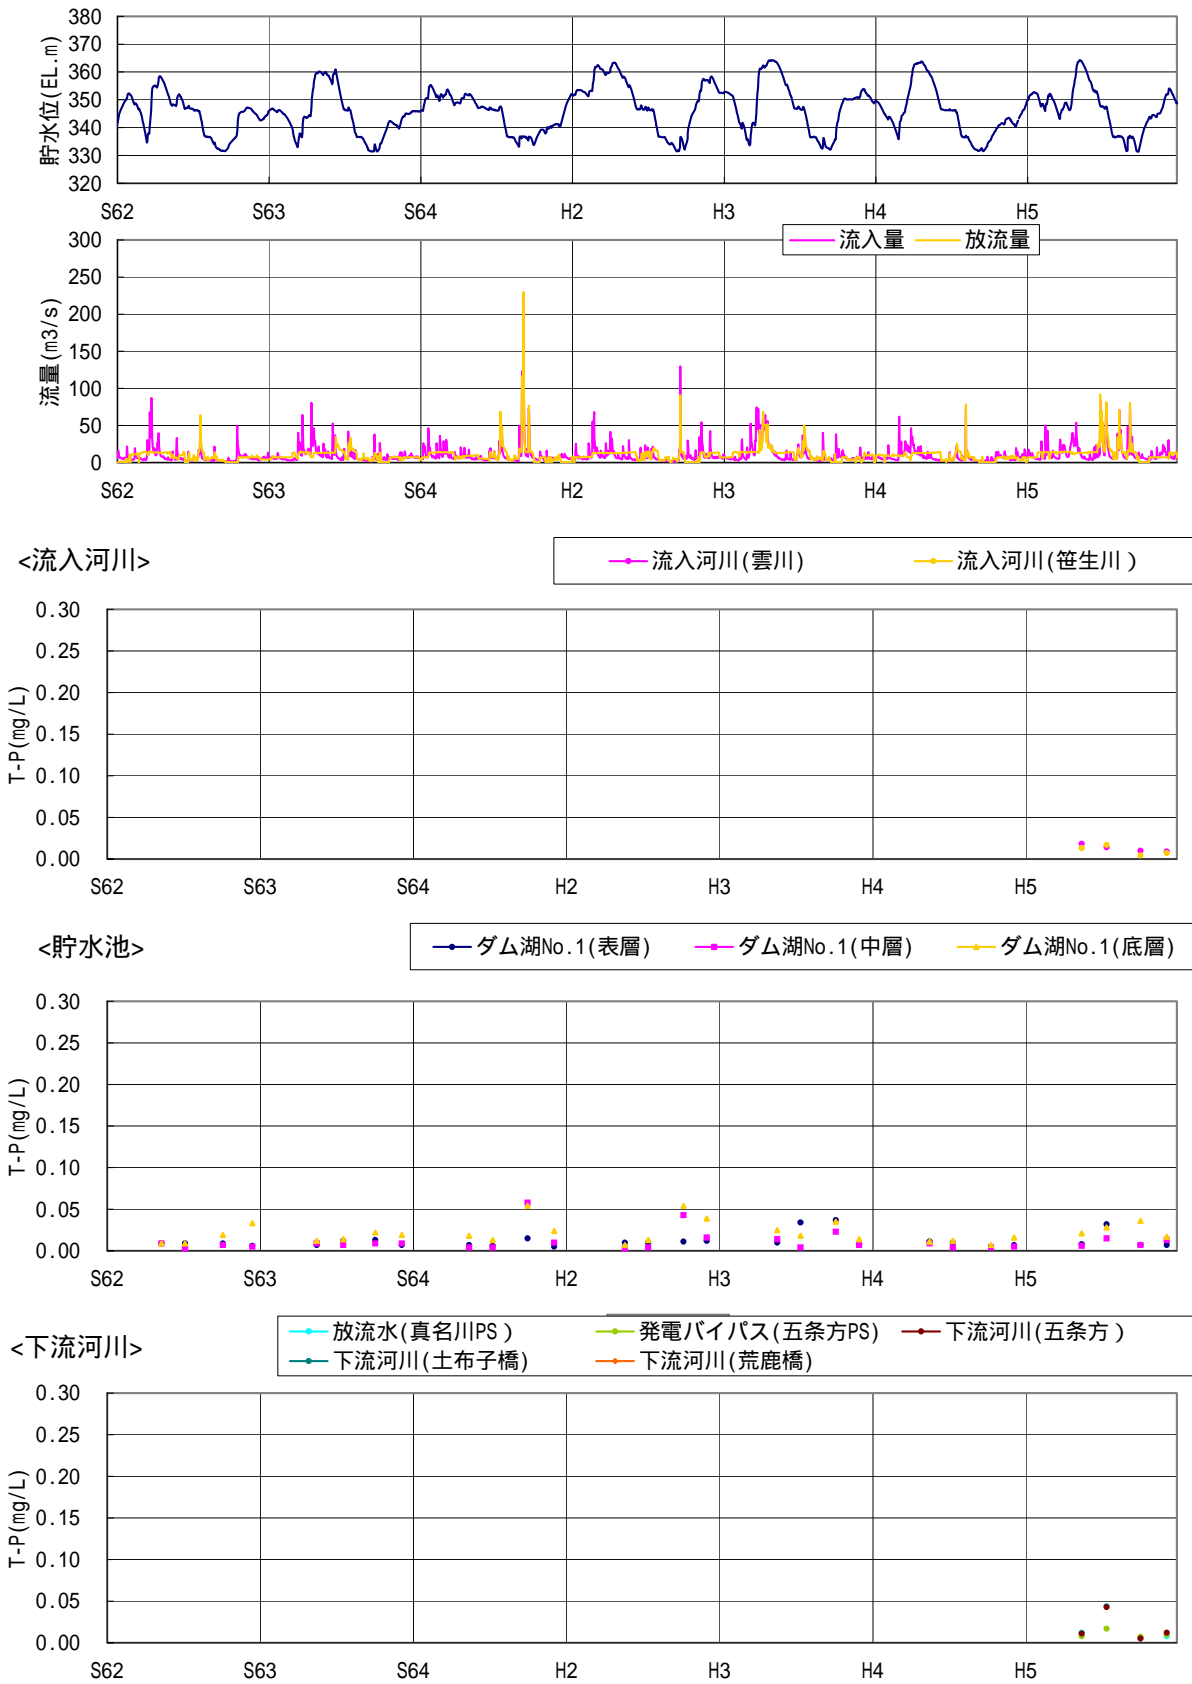 380
370
360
350
340
330
320
貯水位(EL.m)
S62 S63 S64 H2 H3 H4 H5
流入量 放流量
300
250
200
150
100
50
0
流量(m3/s)
S62 S63 S64 H2 H3 H4 H5
<流入河川>
流入河川(雲川) 流入河川(笹生川)
0.30
0.25
0.20
0.15
0.10
0.05
0.00
T-P(mg/L)
S62 S63 S64 H2 H3 H4 H5
<貯水池>
ダム湖No.1(表層) ダム湖No.1(中層) ダム湖No.1(底層)
0.30
0.25
0.20
0.15
0.10
0.05
0.00
T-P(mg/L)
S62 S63 S64 H2 H3 H4 H5
<下流河川>
放流水(真名川PS) 発電バイパス(五条方PS) 下流河川(五条方)
下流河川(土布子橋) 下流河川(荒鹿橋)
0.30
0.25
0.20
0.15
0.10
0.05
0.00
T-P(mg/L)
S62 S63 S64 H2 H3 H4 H5